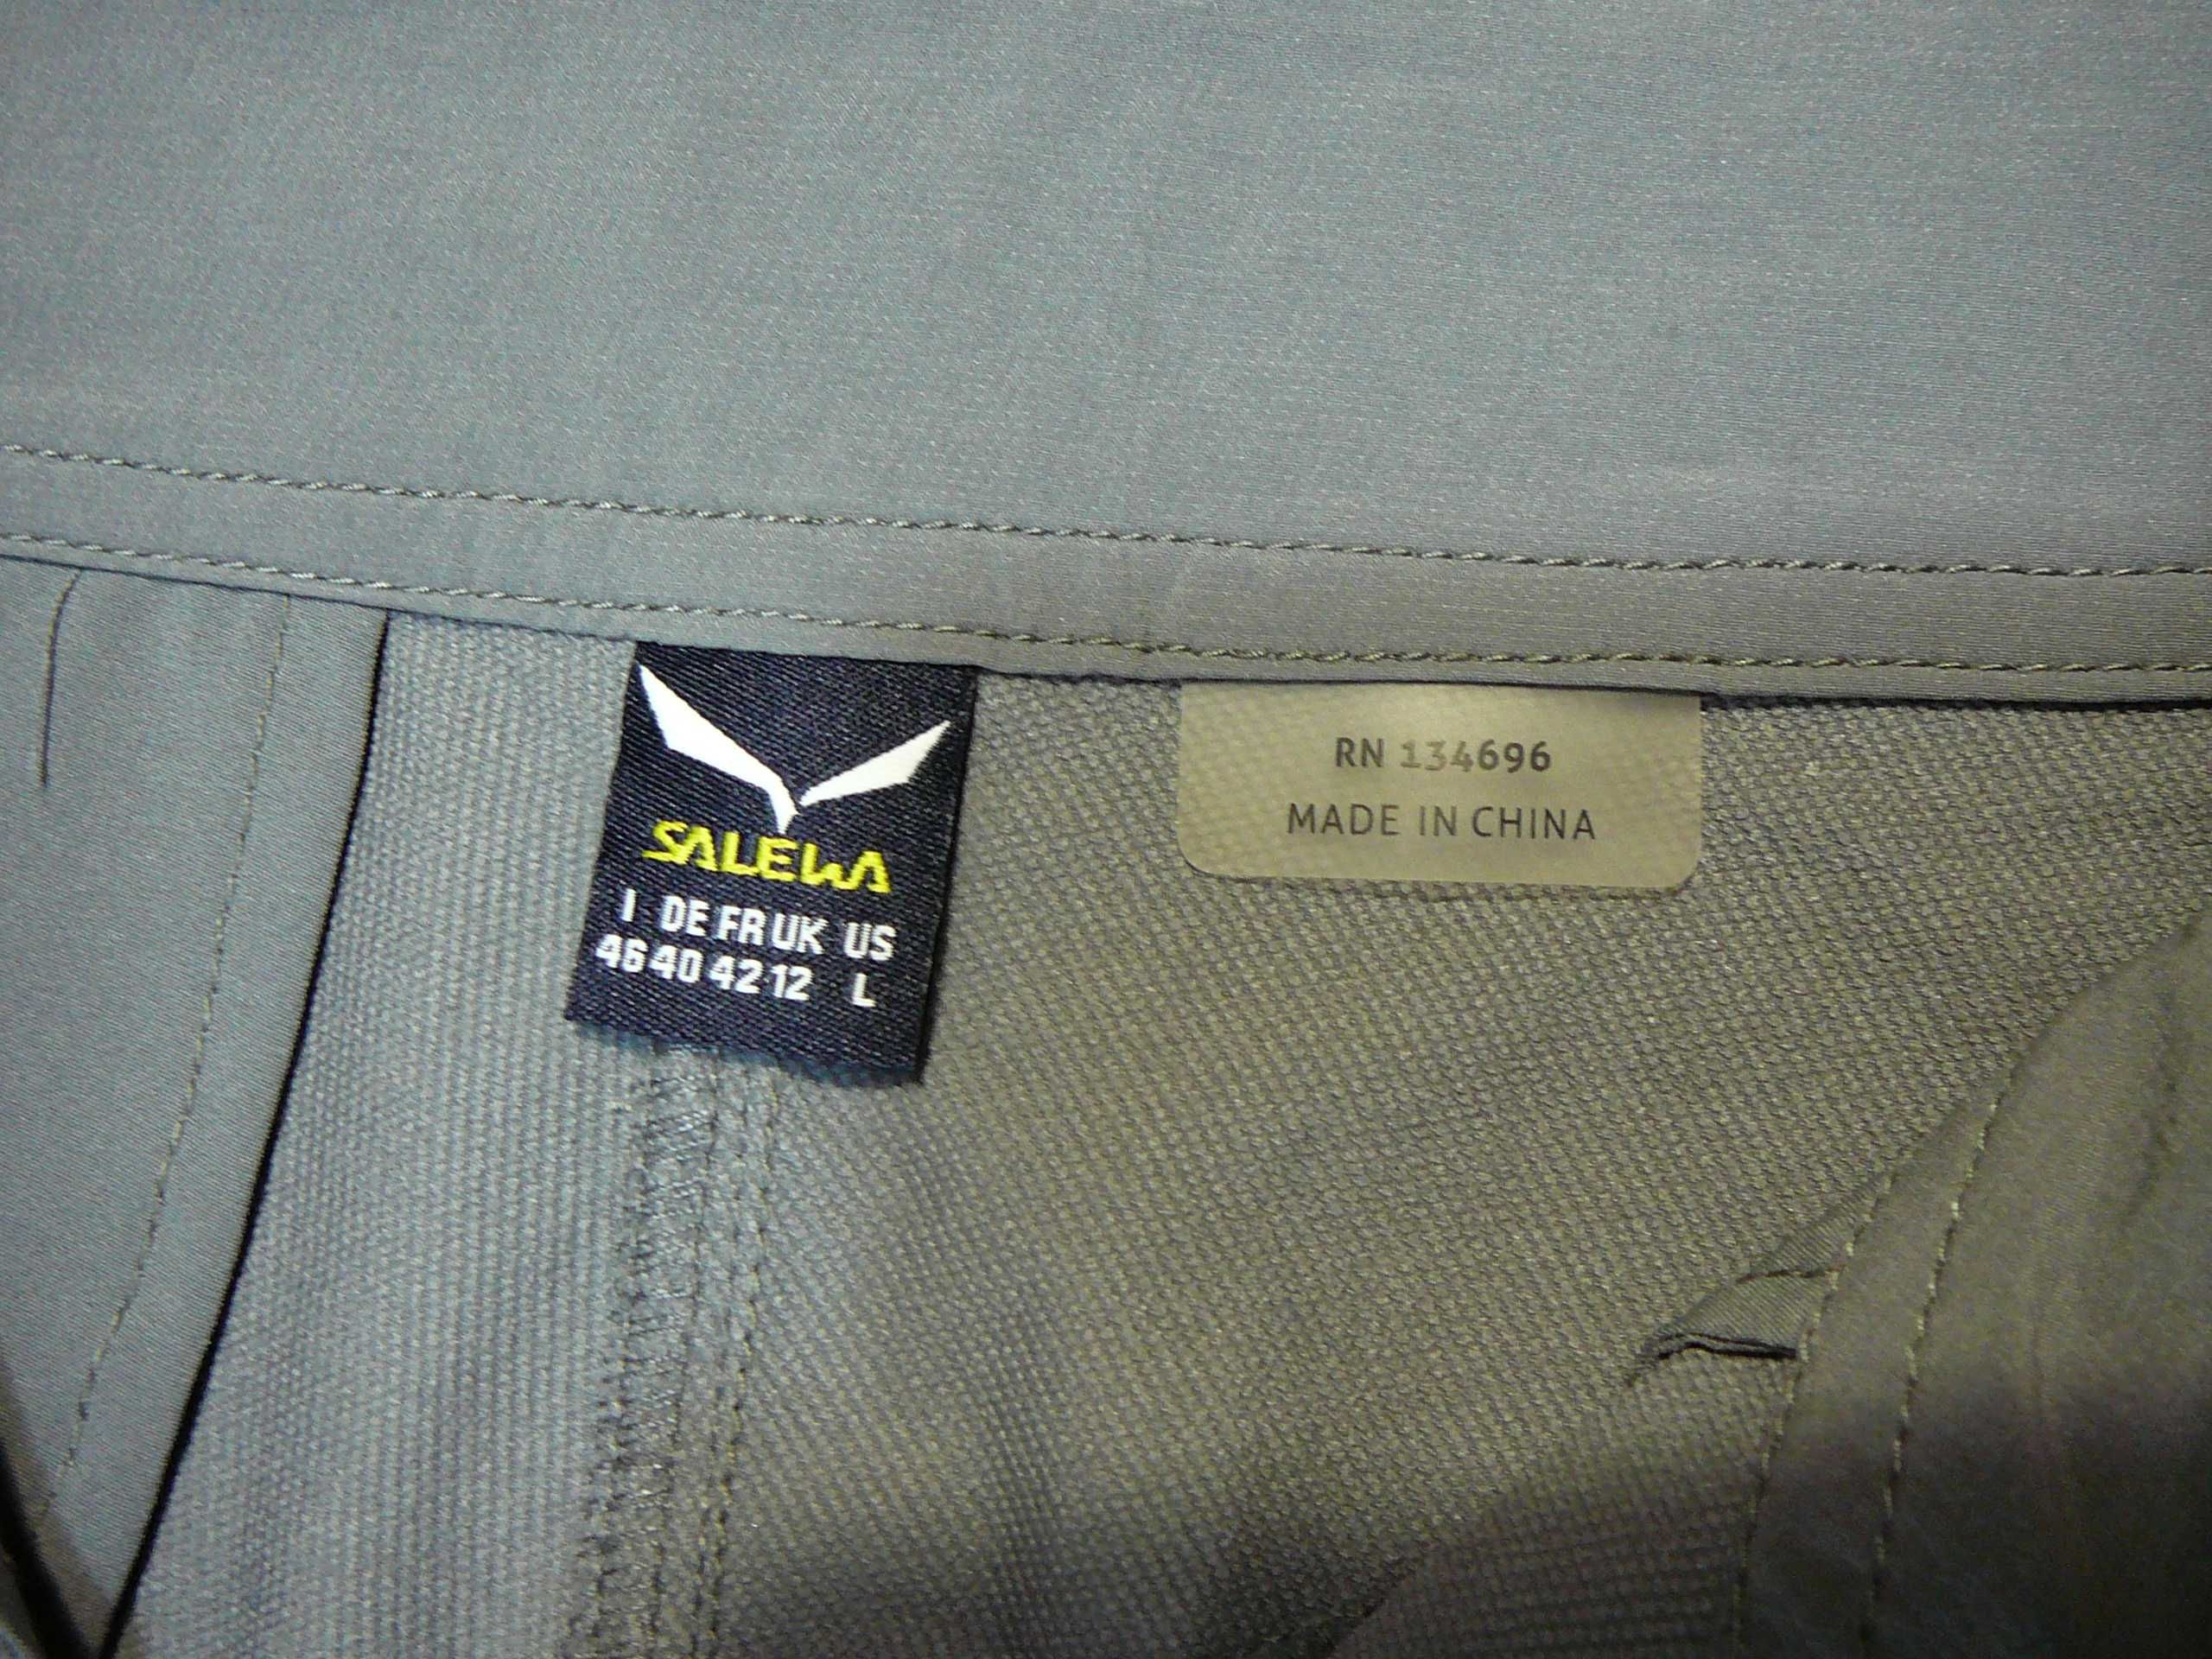 SALEWA
I DE FR UK US
46 40 42 12 L
RN 134696
MADE IN CHINA